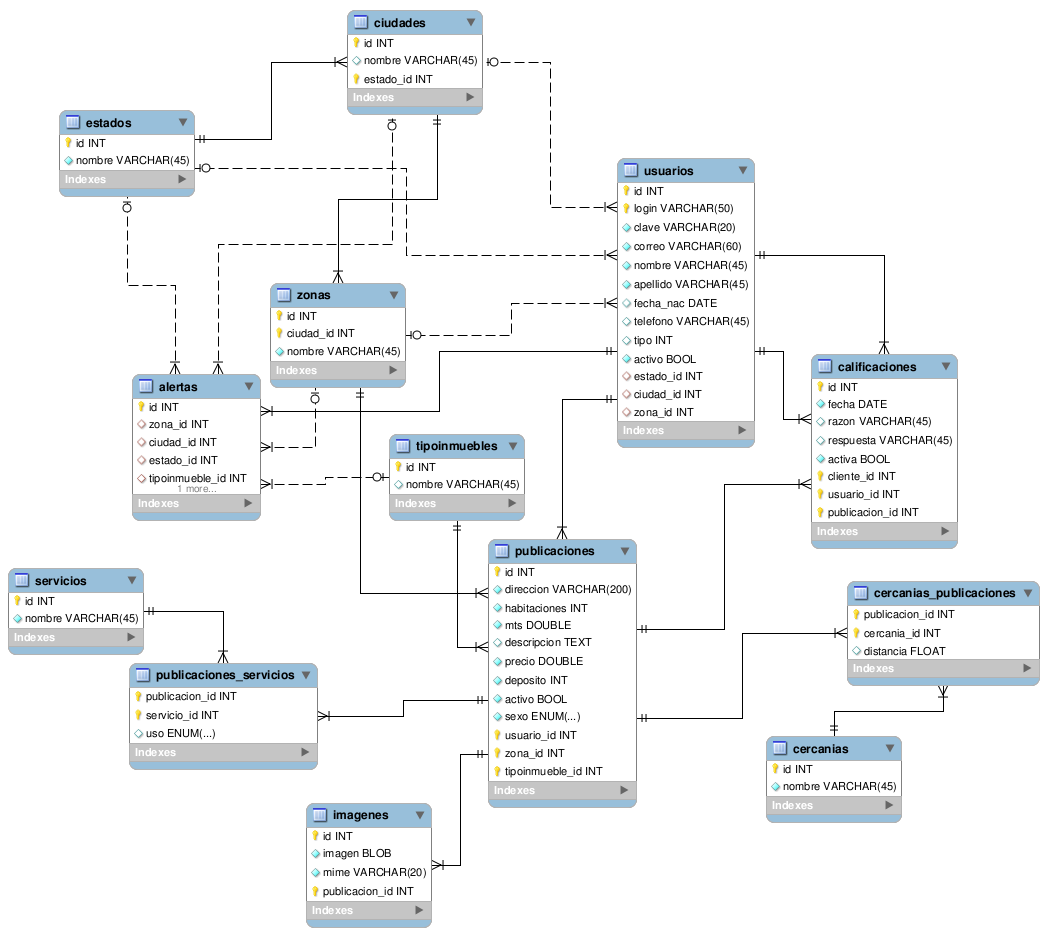 ciudades
id INT
nombre VARCHAR(45)
estado_id INT
Indexes
estados
id INT
nombre VARCHAR(45)
Indexes
usuarios
id INT
login VARCHAR(50)
clave VARCHAR(20)
correo VARCHAR(60)
nombre VARCHAR(45)
apellido VARCHAR(45)
fecha_nac DATE
telefono VARCHAR(45)
tipo INT
activo BOOL
estado_id INT
ciudad_id INT
zona_id INT
Indexes
zonas
id INT
ciudad_id INT
nombre VARCHAR(45)
Indexes
calificaciones
id INT
fecha DATE
razon VARCHAR(45)
respuesta VARCHAR(45)
activa BOOL
cliente_id INT
usuario_id INT
publicacion_id INT
Indexes
alertas
id INT
zona_id INT
ciudad_id INT
estado_id INT
tipoinmueble_id INT
1 more...
Indexes
tipoinmuebles
id INT
nombre VARCHAR(45)
Indexes
publicaciones
id INT
direccion VARCHAR(200)
habitaciones INT
mts DOUBLE
descripcion TEXT
precio DOUBLE
deposito INT
activo BOOL
sexo ENUM(...)
usuario_id INT
zona_id INT
tipoinmueble_id INT
Indexes
servicios
id INT
nombre VARCHAR(45)
Indexes
cercanias_publicaciones
publicacion_id INT
cercania_id INT
distancia FLOAT
Indexes
publicaciones_servicios
publicacion_id INT
servicio_id INT
uso ENUM(...)
Indexes
cercanias
id INT
nombre VARCHAR(45)
Indexes
imagenes
id INT
imagen BLOB
mime VARCHAR(20)
publicacion_id INT
Indexes